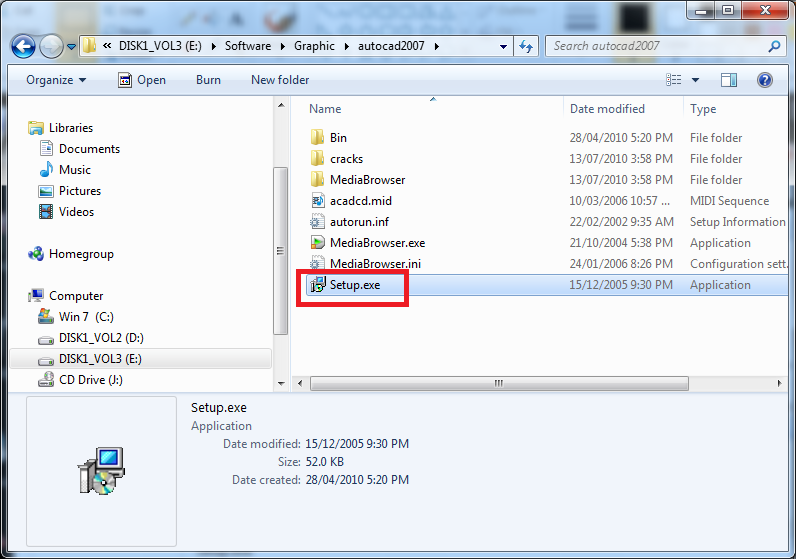 « DISK1_VOL3 (E:) Software Graphic autocad2007 Search autocad2007
Organize Open Burn New folder
Libraries
Documents
Music
Pictures
Videos
Homegroup
Computer
Win 7 (C:)
DISK1_VOL2 (D:)
DISK1_VOL3 (E:)
CD Drive (J:)
Name Date modified Type
Bin 28/04/2010 5:20 PM File folder
cracks 13/07/2010 3:58 PM File folder
MediaBrowser 13/07/2010 3:58 PM File folder
acadcd.mid 10/03/2006 10:57 ... MIDI Sequence
autorun.inf 22/02/2002 9:35 AM Setup Information
MediaBrowser.exe 21/10/2004 5:38 PM Application
MediaBrowser.ini 24/01/2006 8:26 PM Configuration sett...
Setup.exe 15/12/2005 9:30 PM Application
Setup.exe
Application
Date modified: 15/12/2005 9:30 PM
Size: 52.0 KB
Date created: 28/04/2010 5:20 PM